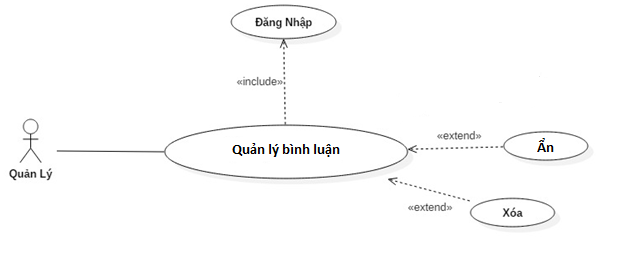 Đăng Nhập
«include»
Quản lý bình luận
«extend»
Ẩn
Quản Lý
«extend»
Xóa